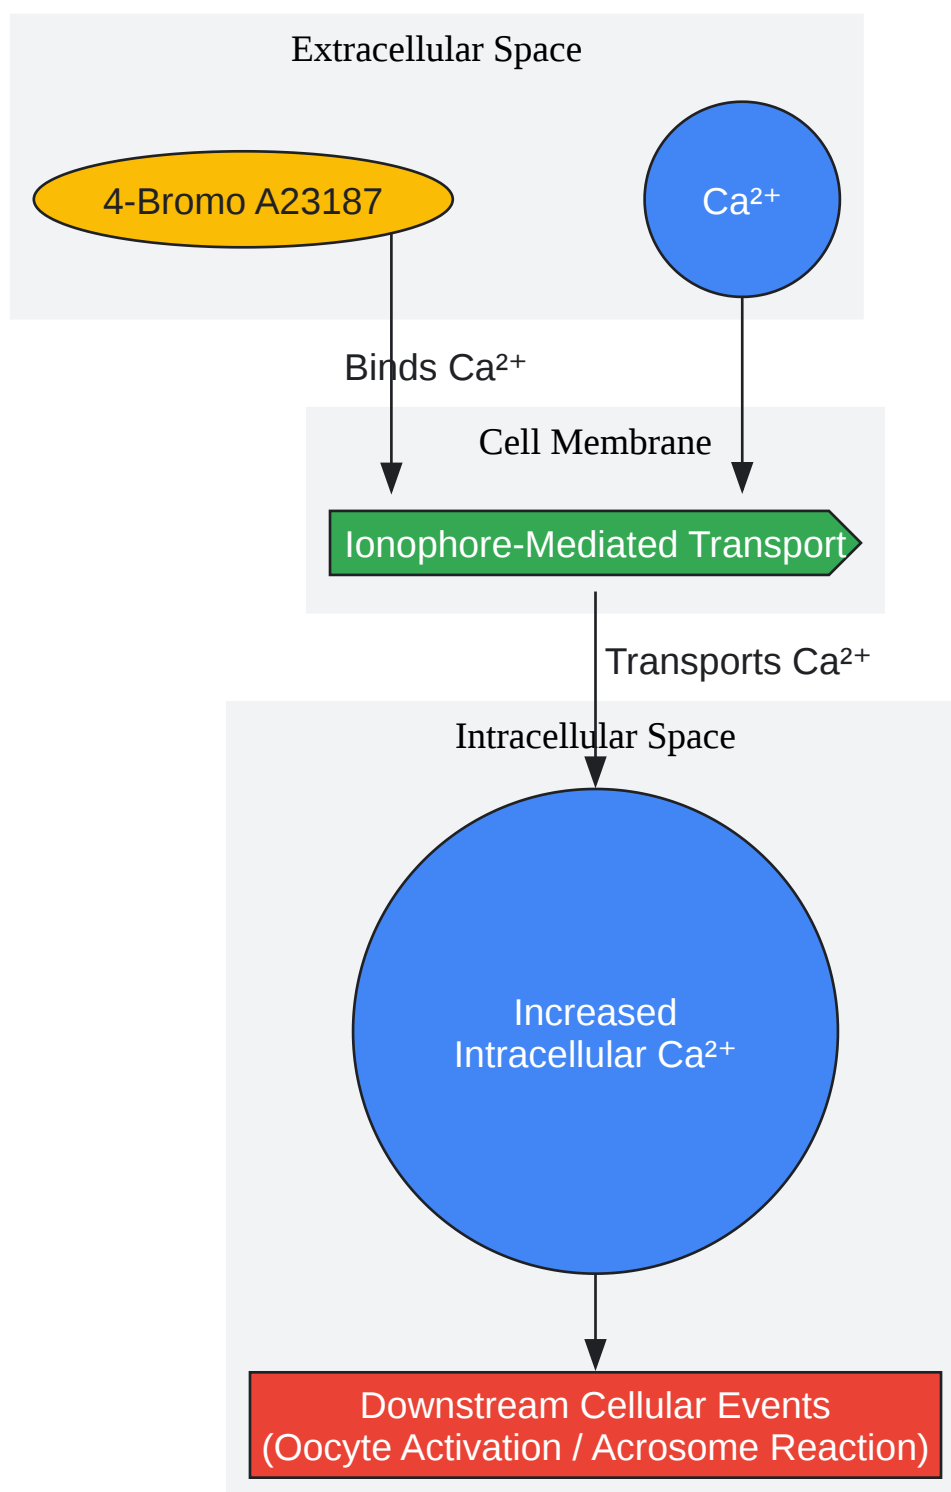 Extracellular Space
4-Bromo A23187
Ca²⁺
Binds Ca²⁺
Cell Membrane
Ionophore-Mediated Transport
Transports Ca²⁺
Intracellular Space
Increased
Intracellular Ca²⁺
Downstream Cellular Events
(Oocyte Activation / Acrosome Reaction)